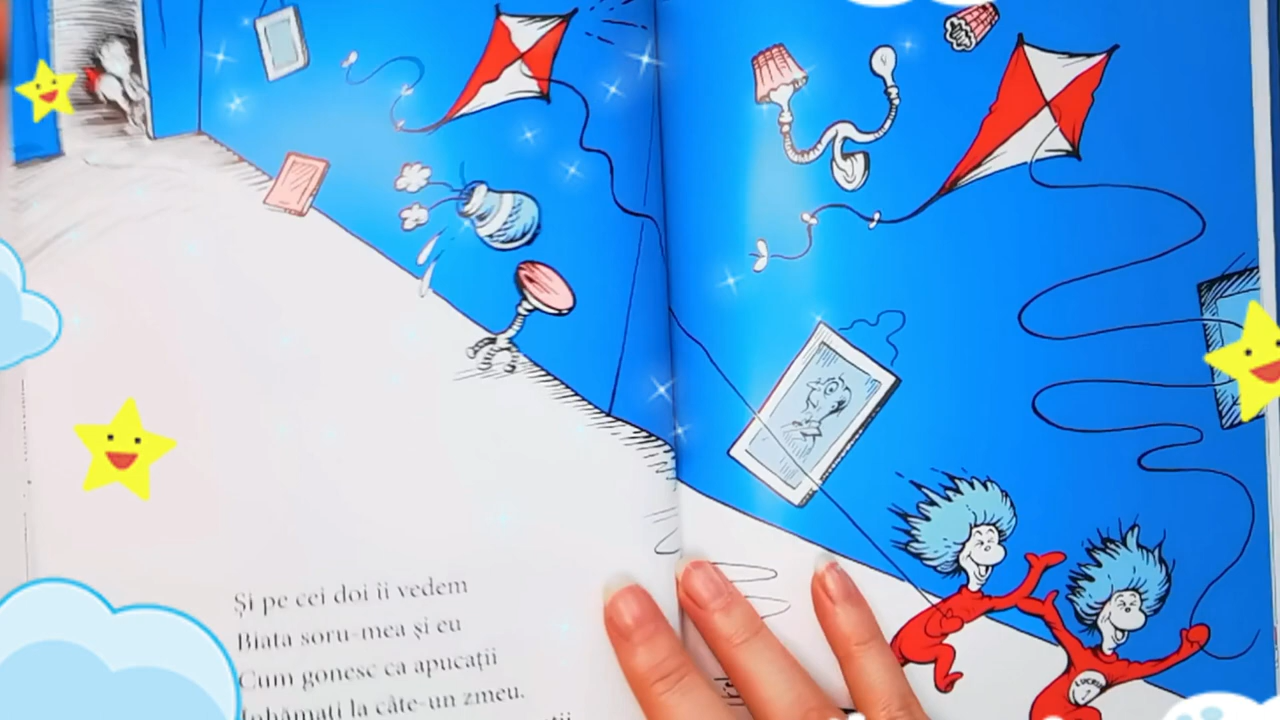 Și pe cei doi îi vedem
Biata soru-mea și eu
Cum gonesc ca apucații
Înhămați la câte-un zmeu.
LUCRUL